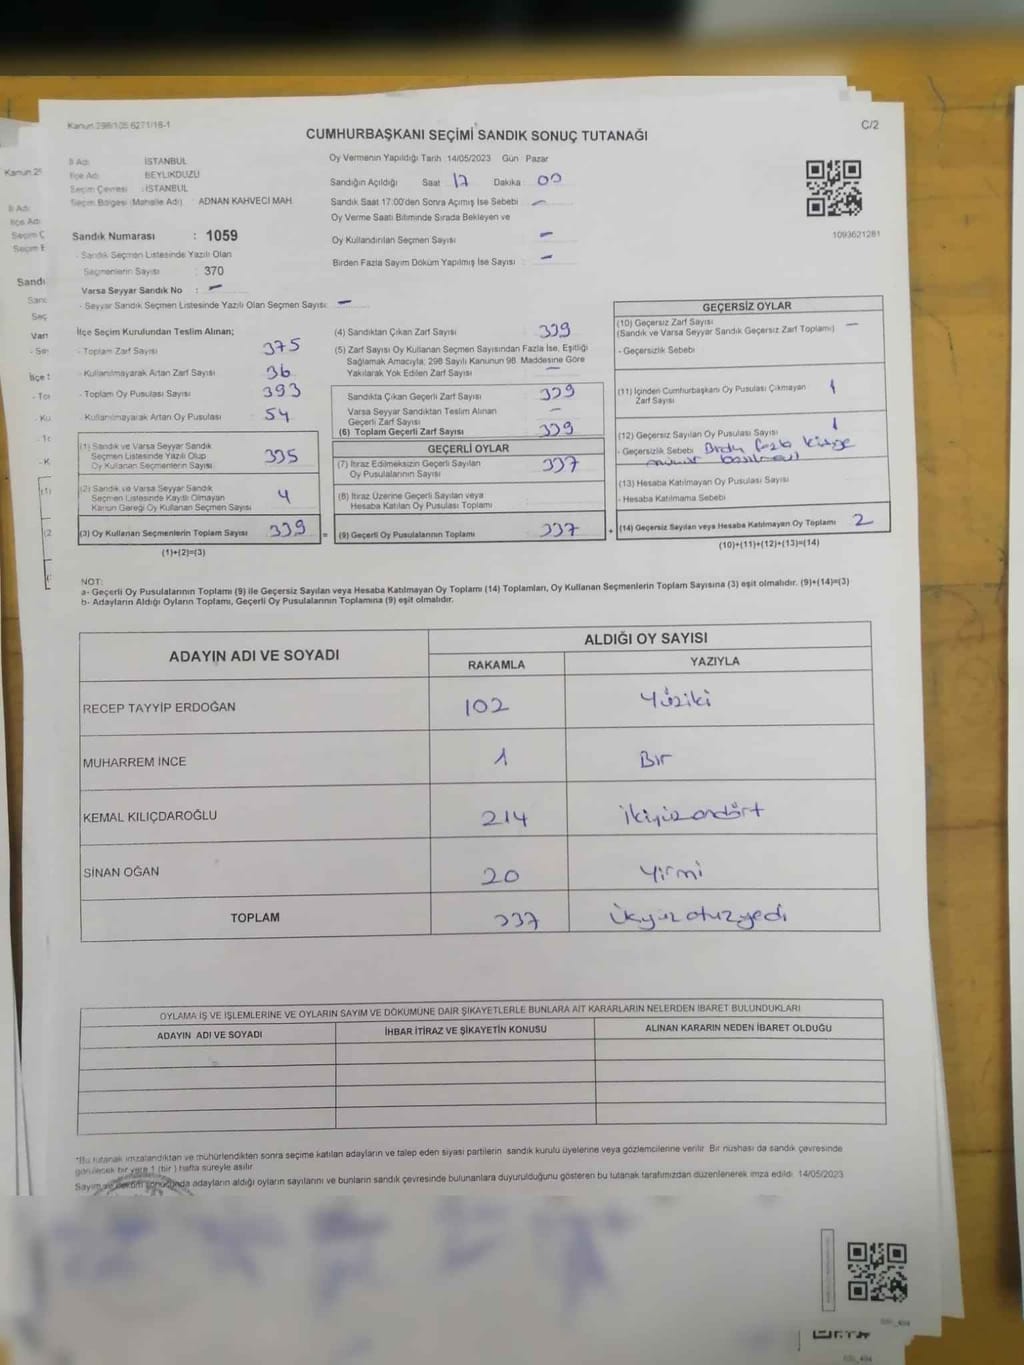 Kanun 298/105 6271/18-1
C/2
CUMHURBAŞKANI SEÇİMİ SANDIK SONUÇ TUTANAĞI
İl Adı İSTANBUL
İlçe Adı BEYLİKDÜZÜ
Seçim Çevresi : İSTANBUL
Seçim Bölgesi (Mahalle Adı) ADNAN KAHVECİ MAH.
Sandık Numarası : 1059
- Sandık Seçmen Listesinde Yazılı Olan
Seçmenlerin Sayısı : 370
Varsa Seyyar Sandık No : -
- Seyyar Sandık Seçmen Listesinde Yazılı Olan Seçmen Sayısı: -
Oy Vermenin Yapıldığı Tarih : 14/05/2023 Gün Pazar
Sandığın Açıldığı Saat 17 Dakika 00
Sandık Saat 17:00'den Sonra Açımış İse Sebebi -
Oy Verme Saati Bitiminde Sırada Bekleyen ve
Oy Kullandırılan Seçmen Sayısı -
Birden Fazla Sayım Döküm Yapılmış İse Sayısı -
1093621281
İlçe Seçim Kurulundan Teslim Alınan;
- Toplam Zarf Sayısı 375
- Kullanılmayarak Artan Zarf Sayısı 36
- Toplam Oy Pusulası Sayısı 393
- Kullanılmayarak Artan Oy Pusulası 54
(1) Sandık ve Varsa Seyyar Sandık
Seçmen Listesinde Yazılı Olup
Oy Kullanan Seçmenlerin Sayısı 335
(2) Sandık ve Varsa Seyyar Sandık
Seçmen Listesinde Kayıtlı Olmayan
Kanun Gereği Oy Kullanan Seçmen Sayısı 4
(3) Oy Kullanan Seçmenlerin Toplam Sayısı 339
(1)+(2)=(3)
(4) Sandıktan Çıkan Zarf Sayısı 339
(5) Zarf Sayısı Oy Kullanan Seçmen Sayısından Fazla İse, Eşitliği
Sağlamak Amacıyla; 298 Sayılı Kanunun 98. Maddesine Göre
Yakılarak Yok Edilen Zarf Sayısı -
Sandıkta Çıkan Geçerli Zarf Sayısı 339
Varsa Seyyar Sandıktan Teslim Alınan
Geçerli Zarf Sayısı -
(6) Toplam Geçerli Zarf Sayısı 339
GEÇERLİ OYLAR
(7) İtiraz Edilmeksizin Geçerli Sayılan
Oy Pusulalarının Sayısı 337
(8) İtiraz Üzerine Geçerli Sayılan veya
Hesaba Katılan Oy Pusulası Toplamı
= (9) Geçerli Oy Pusulalarının Toplamı 337
GEÇERSİZ OYLAR
(10) Geçersiz Zarf Sayısı
(Sandık ve Varsa Seyyar Sandık Geçersiz Zarf Toplamı) -
- Geçersizlik Sebebi
(11) İçinden Cumhurbaşkanı Oy Pusulası Çıkmayan
Zarf Sayısı 1
(12) Geçersiz Sayılan Oy Pusulası Sayısı 1
- Geçersizlik Sebebi Birden fazla kişiye
mühür
(13) Hesaba Katılmayan Oy Pusulası Sayısı
- Hesaba Katılmama Sebebi
+ (14) Geçersiz Sayılan veya Hesaba Katılmayan Oy Toplamı 2
(10)+(11)+(12)+(13)=(14)
NOT:
a- Geçerli Oy Pusulalarının Toplamı (9) ile Geçersiz Sayılan veya Hesaba Katılmayan Oy Toplamı (14) Toplamları, Oy Kullanan Seçmenlerin Toplam Sayısına (3) eşit olmalıdır. (9)+(14)=(3)
b- Adayların Aldığı Oyların Toplamı, Geçerli Oy Pusulalarının Toplamına (9) eşit olmalıdır.
ADAYIN ADI VE SOYADI ALDIĞI OY SAYISI
RAKAMLA YAZIYLA
RECEP TAYYİP ERDOĞAN 102 Yüziki
MUHARREM İNCE 1 Bir
KEMAL KILIÇDAROĞLU 214 ikiyüzondört
SİNAN OĞAN 20 Yirmi
TOPLAM 337 Üçyüzotuzyedi
OYLAMA İŞ VE İŞLEMLERİNE VE OYLARIN SAYIM VE DÖKÜMÜNE DAİR ŞİKAYETLERLE BUNLARA AİT KARARLARIN NELERDEN İBARET BULUNDUKLARI
ADAYIN ADI VE SOYADI İHBAR İTİRAZ VE ŞİKAYETİN KONUSU ALINAN KARARIN NEDEN İBARET OLDUĞU
*Bu tutanak imzalandıktan ve mühürlendikten sonra seçime katılan adayların ve talep eden siyasi partilerin sandık kurulu üyelerine veya gözlemcilerine verilir. Bir nüshası da sandık çevresinde
görülecek bir yere 1 (bir ) hafta süreyle asılır.
Sayım ve döküm sonucunda adayların aldığı oyların sayılarını ve bunların sandık çevresinde bulunanlara duyurulduğunu gösteren bu tutanak tarafımızdan düzenlenerek imza edildi. 14/05/2023